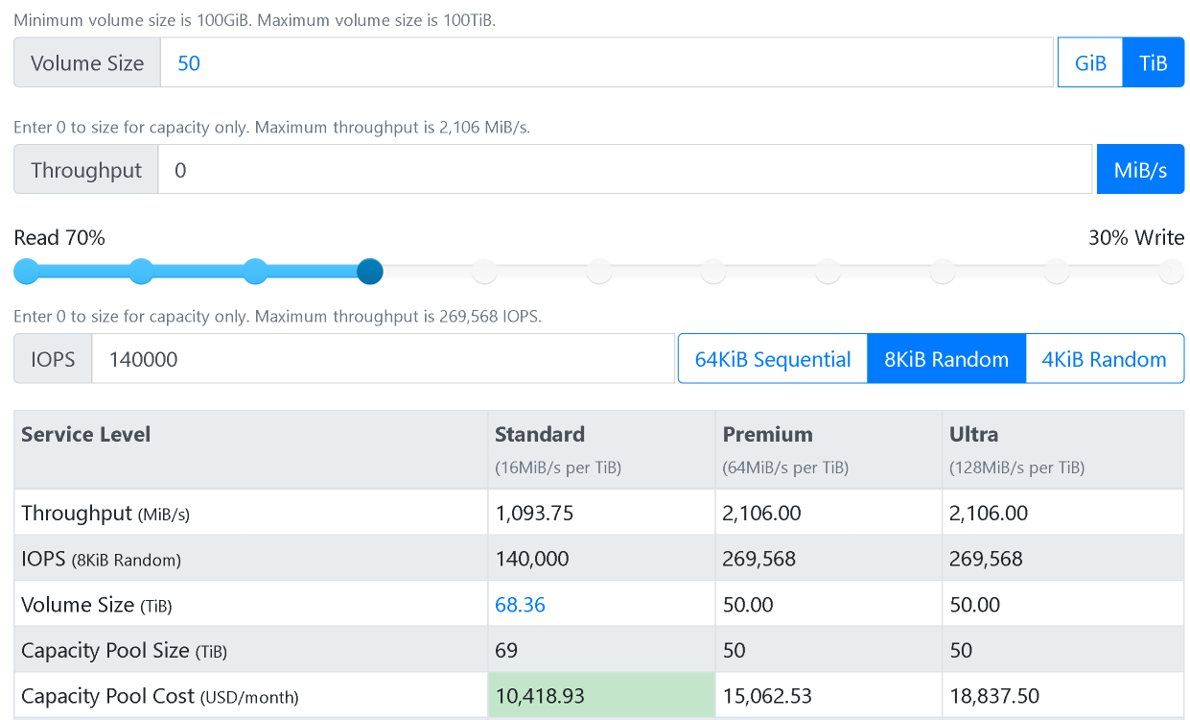 Minimum volume size is 100GiB. Maximum volume size is 100TiB.
Volume Size 50 GiB TiB
Enter 0 to size for capacity only. Maximum throughput is 2,106 MiB/s.
Throughput 0 MiB/s
Read 70% 30% Write
Enter 0 to size for capacity only. Maximum throughput is 269,568 IOPS.
IOPS 140000 64KiB Sequential 8KiB Random 4KiB Random
Service Level Standard Premium Ultra
(16MiB/s per TiB) (64MiB/s per TiB) (128MiB/s per TiB)
Throughput (MiB/s) 1,093.75 2,106.00 2,106.00
IOPS (8KiB Random) 140,000 269,568 269,568
Volume Size (TiB) 68.36 50.00 50.00
Capacity Pool Size (TiB) 69 50 50
Capacity Pool Cost (USD/month) 10,418.93 15,062.53 18,837.50